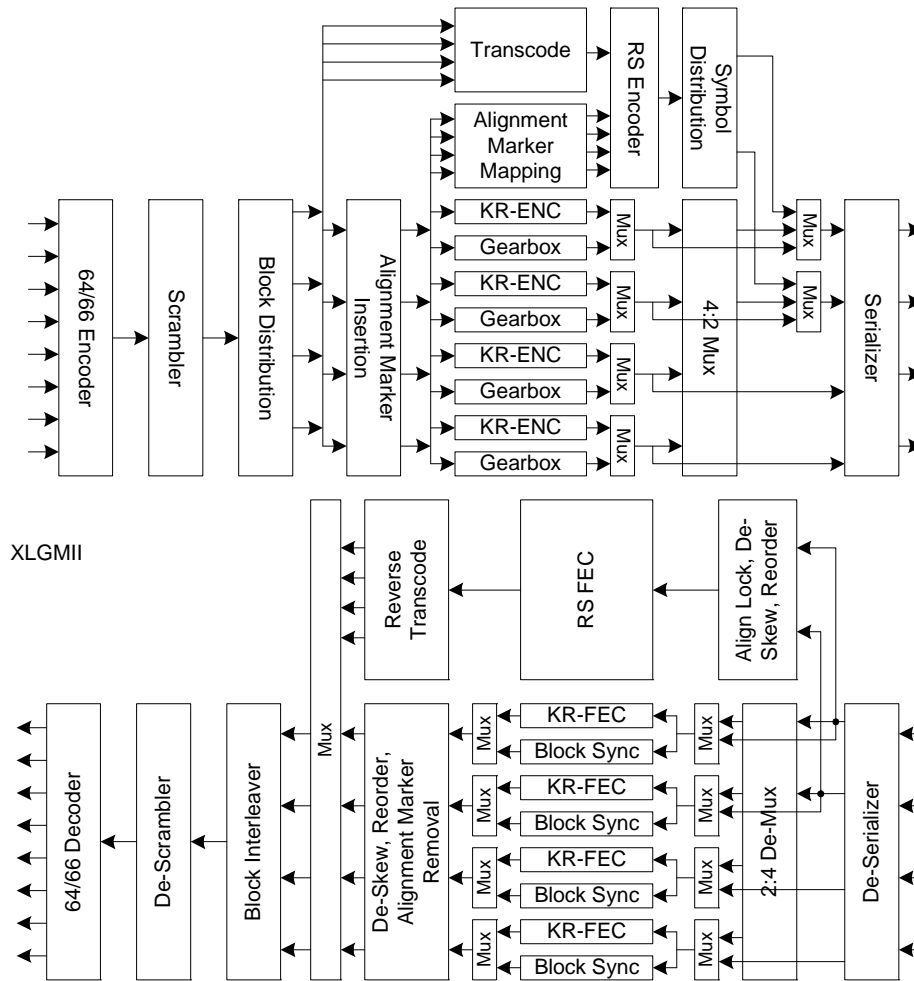 Transcode
RS Encoder
Symbol
Distribution
Alignment
Marker
Mapping
64/66 Encoder
Scrambler
Block Distribution
Alignment Marker
Insertion
KR-ENC
Gearbox
Mux
KR-ENC
Gearbox
Mux
KR-ENC
Gearbox
Mux
KR-ENC
Gearbox
Mux
4:2 Mux
Mux
Mux
Serializer
XLGMII
Mux
Reverse
Transcode
RS FEC
Align Lock, De-
Skew, Reorder
64/66 Decoder
De-Scrambler
Block Interleaver
De-Skew, Reorder,
Alignment Marker
Removal
Mux
KR-FEC
Block Sync
Mux
Mux
KR-FEC
Block Sync
Mux
Mux
KR-FEC
Block Sync
Mux
Mux
KR-FEC
Block Sync
Mux
2:4 De-Mux
De-Serializer